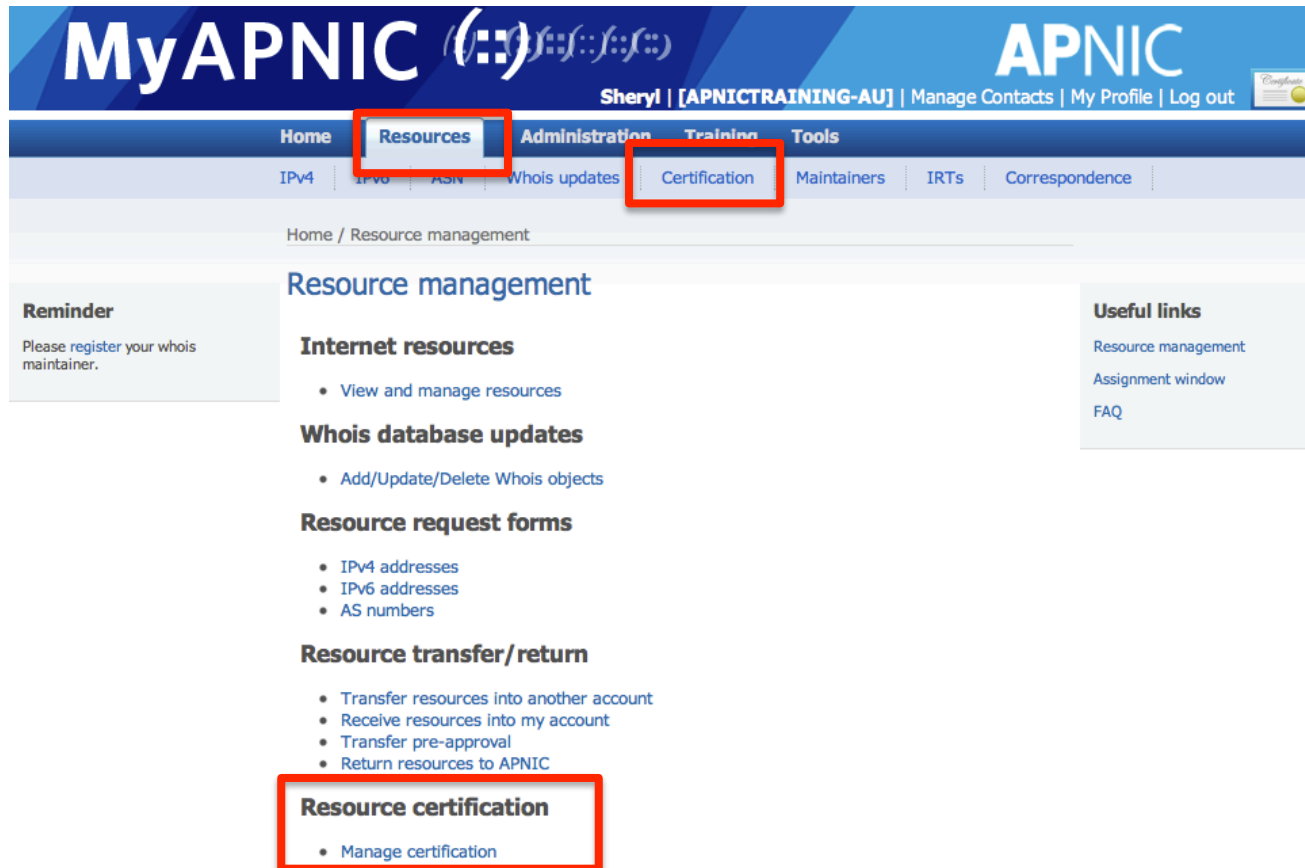 MyAPNIC (::)
APNIC
Certificate
Sheryl | [APNICTRAINING-AU] | Manage Contacts | My Profile | Log out
Home Resources Administration Training Tools
IPv4 IPv6 ASN Whois updates Certification Maintainers IRTs Correspondence
Home / Resource management
Resource management
Reminder
Please register your whois
maintainer.
Internet resources
• View and manage resources
Whois database updates
• Add/Update/Delete Whois objects
Resource request forms
• IPv4 addresses
• IPv6 addresses
• AS numbers
Resource transfer/return
• Transfer resources into another account
• Receive resources into my account
• Transfer pre-approval
• Return resources to APNIC
Resource certification
• Manage certification
Useful links
Resource management
Assignment window
FAQ